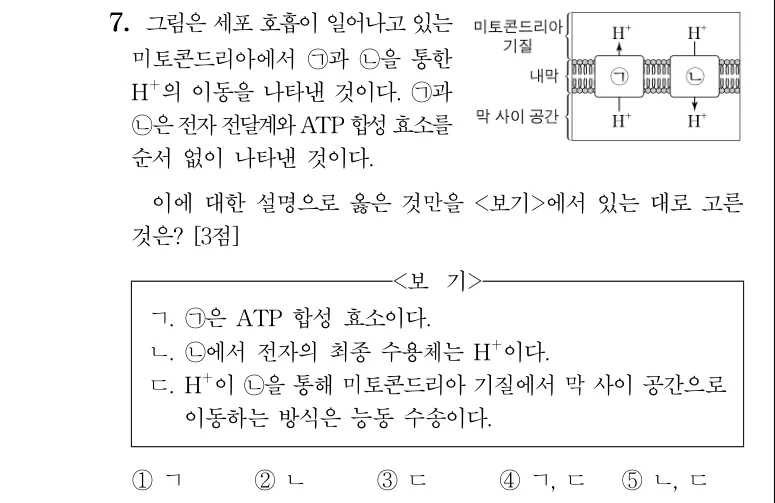 7. 그림은 세포 호흡이 일어나고 있는
미토콘드리아에서 ㉠과 ㉡을 통한
H⁺의 이동을 나타낸 것이다. ㉠과
㉡은 전자 전달계와 ATP 합성 효소를
순서 없이 나타낸 것이다.
미토콘드리아
기질
내막
막 사이 공간
H⁺ H⁺
㉠ ㉡
H⁺ H⁺
이에 대한 설명으로 옳은 것만을 <보기>에서 있는 대로 고른
것은? [3점]
<보 기>
ㄱ. ㉠은 ATP 합성 효소이다.
ㄴ. ㉡에서 전자의 최종 수용체는 H⁺이다.
ㄷ. H⁺이 ㉡을 통해 미토콘드리아 기질에서 막 사이 공간으로
이동하는 방식은 능동 수송이다.
① ㄱ ② ㄴ ③ ㄷ ④ ㄱ, ㄷ ⑤ ㄴ, ㄷ